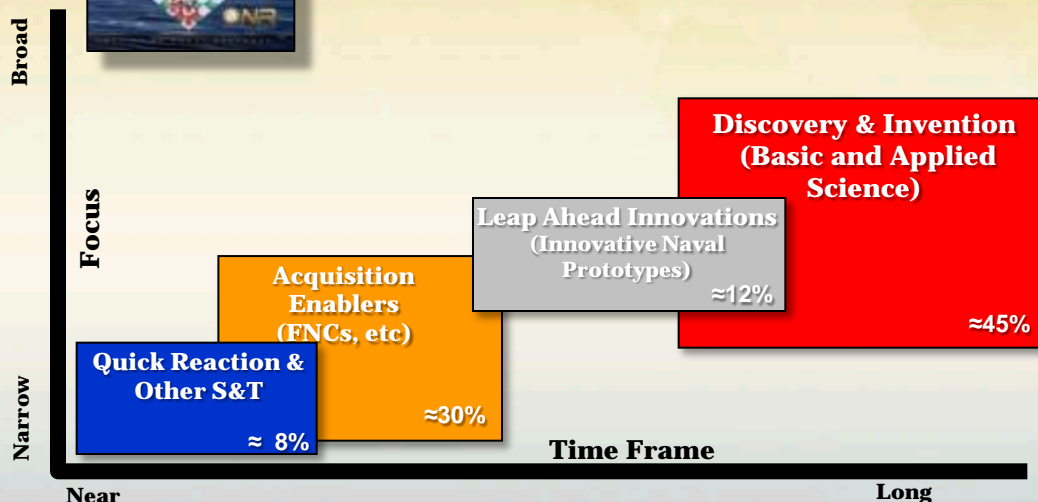 ONR
Broad
Focus
Narrow
Discovery & Invention
(Basic and Applied
Science)
≈45%
Leap Ahead Innovations
(Innovative Naval
Prototypes)
≈12%
Acquisition
Enablers
(FNCs, etc)
≈30%
Quick Reaction &
Other S&T
≈ 8%
Time Frame
Near
Long